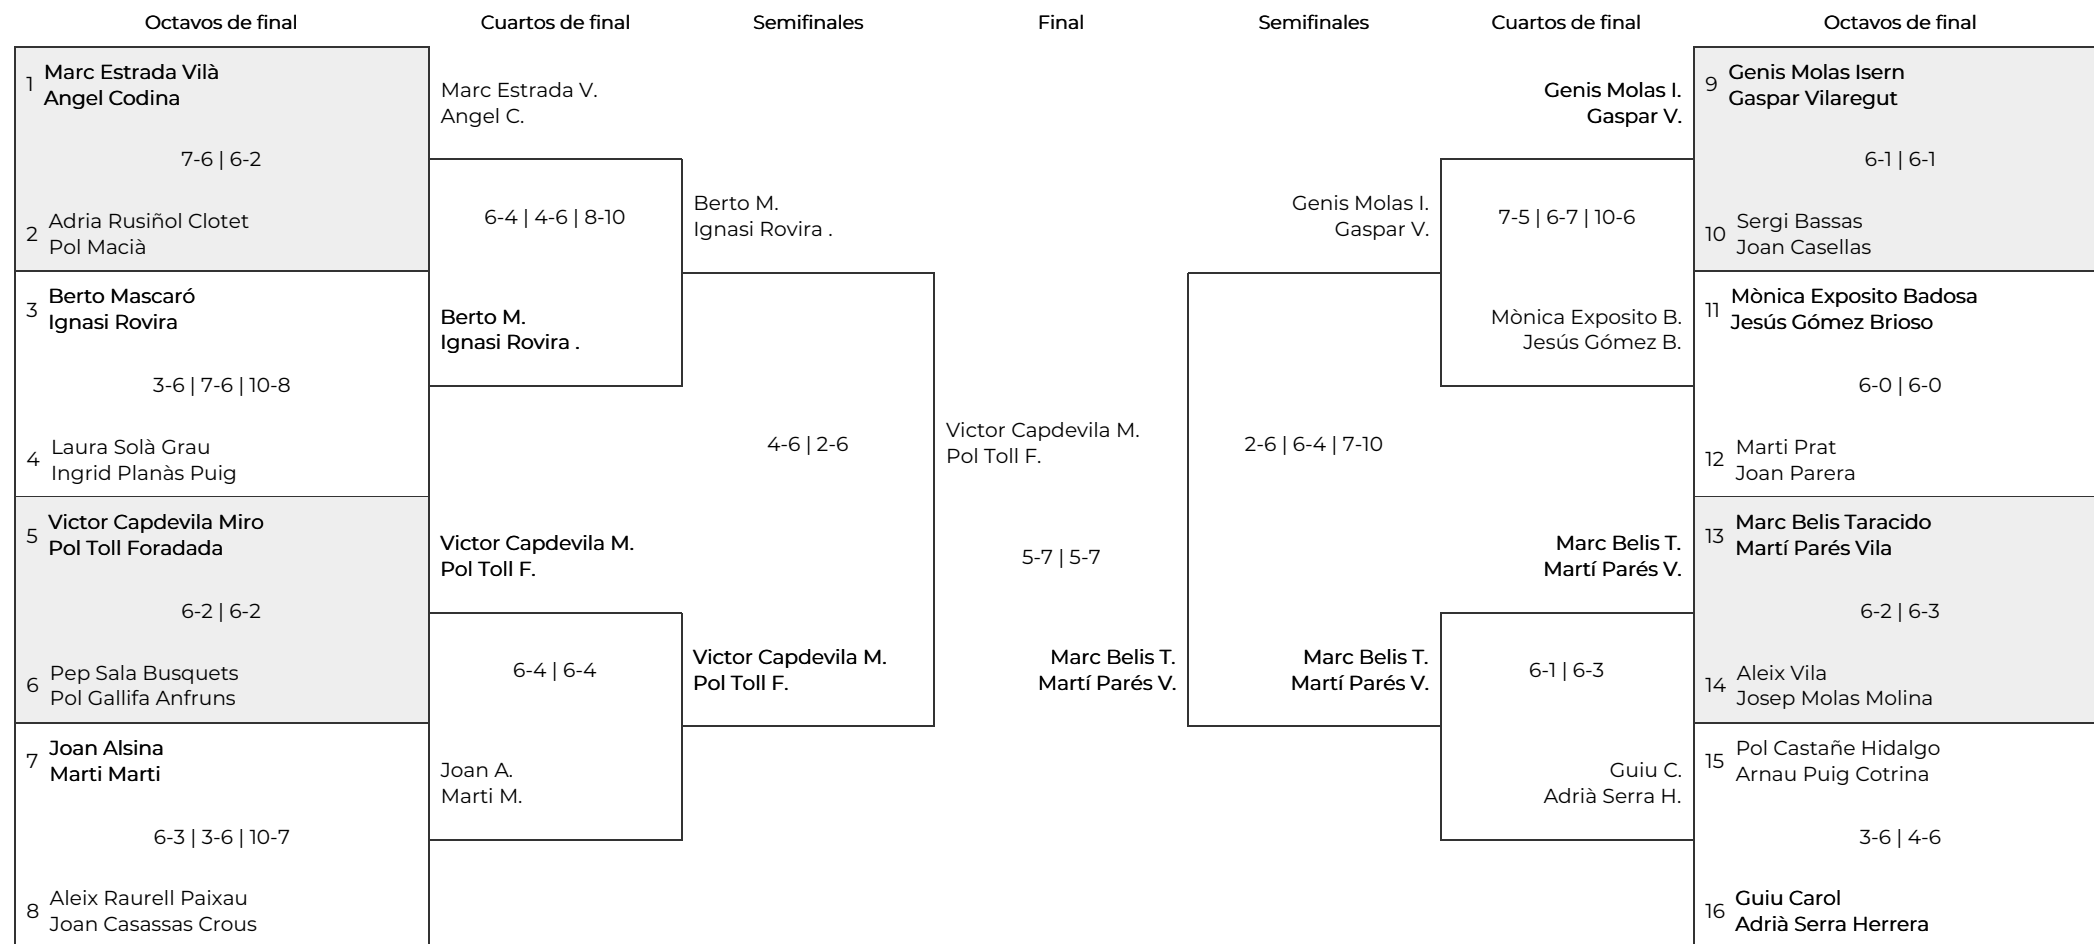 Octavos de final
Cuartos de final
Semifinales
Final
Semifinales
Cuartos de final
Octavos de final
1
Marc Estrada Vilà
Angel Codina
7-6 | 6-2
2
Adria Rusiñol Clotet
Pol Macià
3
Berto Mascaró
Ignasi Rovira
3-6 | 7-6 | 10-8
4
Laura Solà Grau
Ingrid Planàs Puig
5
Victor Capdevila Miro
Pol Toll Foradada
6-2 | 6-2
6
Pep Sala Busquets
Pol Gallifa Anfruns
7
Joan Alsina
Marti Marti
6-3 | 3-6 | 10-7
8
Aleix Raurell Paixau
Joan Casassas Crous
Marc Estrada V.
Angel C.
6-4 | 4-6 | 8-10
Berto M.
Ignasi Rovira .
Victor Capdevila M.
Pol Toll F.
6-4 | 6-4
Joan A.
Marti M.
Berto M.
Ignasi Rovira .
4-6 | 2-6
Victor Capdevila M.
Pol Toll F.
Victor Capdevila M.
Pol Toll F.
5-7 | 5-7
Marc Belis T.
Martí Parés V.
Genis Molas I.
Gaspar V.
2-6 | 6-4 | 7-10
Marc Belis T.
Martí Parés V.
Genis Molas I.
Gaspar V.
7-5 | 6-7 | 10-6
Mònica Exposito B.
Jesús Gómez B.
Marc Belis T.
Martí Parés V.
6-1 | 6-3
Guiu C.
Adrià Serra H.
9
Genis Molas Isern
Gaspar Vilaregut
6-1 | 6-1
10
Sergi Bassas
Joan Casellas
11
Mònica Exposito Badosa
Jesús Gómez Brioso
6-0 | 6-0
12
Marti Prat
Joan Parera
13
Marc Belis Taracido
Martí Parés Vila
6-2 | 6-3
14
Aleix Vila
Josep Molas Molina
15
Pol Castañe Hidalgo
Arnau Puig Cotrina
3-6 | 4-6
16
Guiu Carol
Adrià Serra Herrera